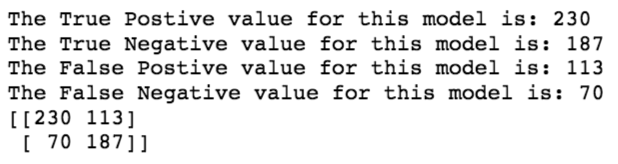 The True Postive value for this model is: 230
The True Negative value for this model is: 187
The False Postive value for this model is: 113
The False Negative value for this model is: 70
[[230 113]
 [ 70 187]]